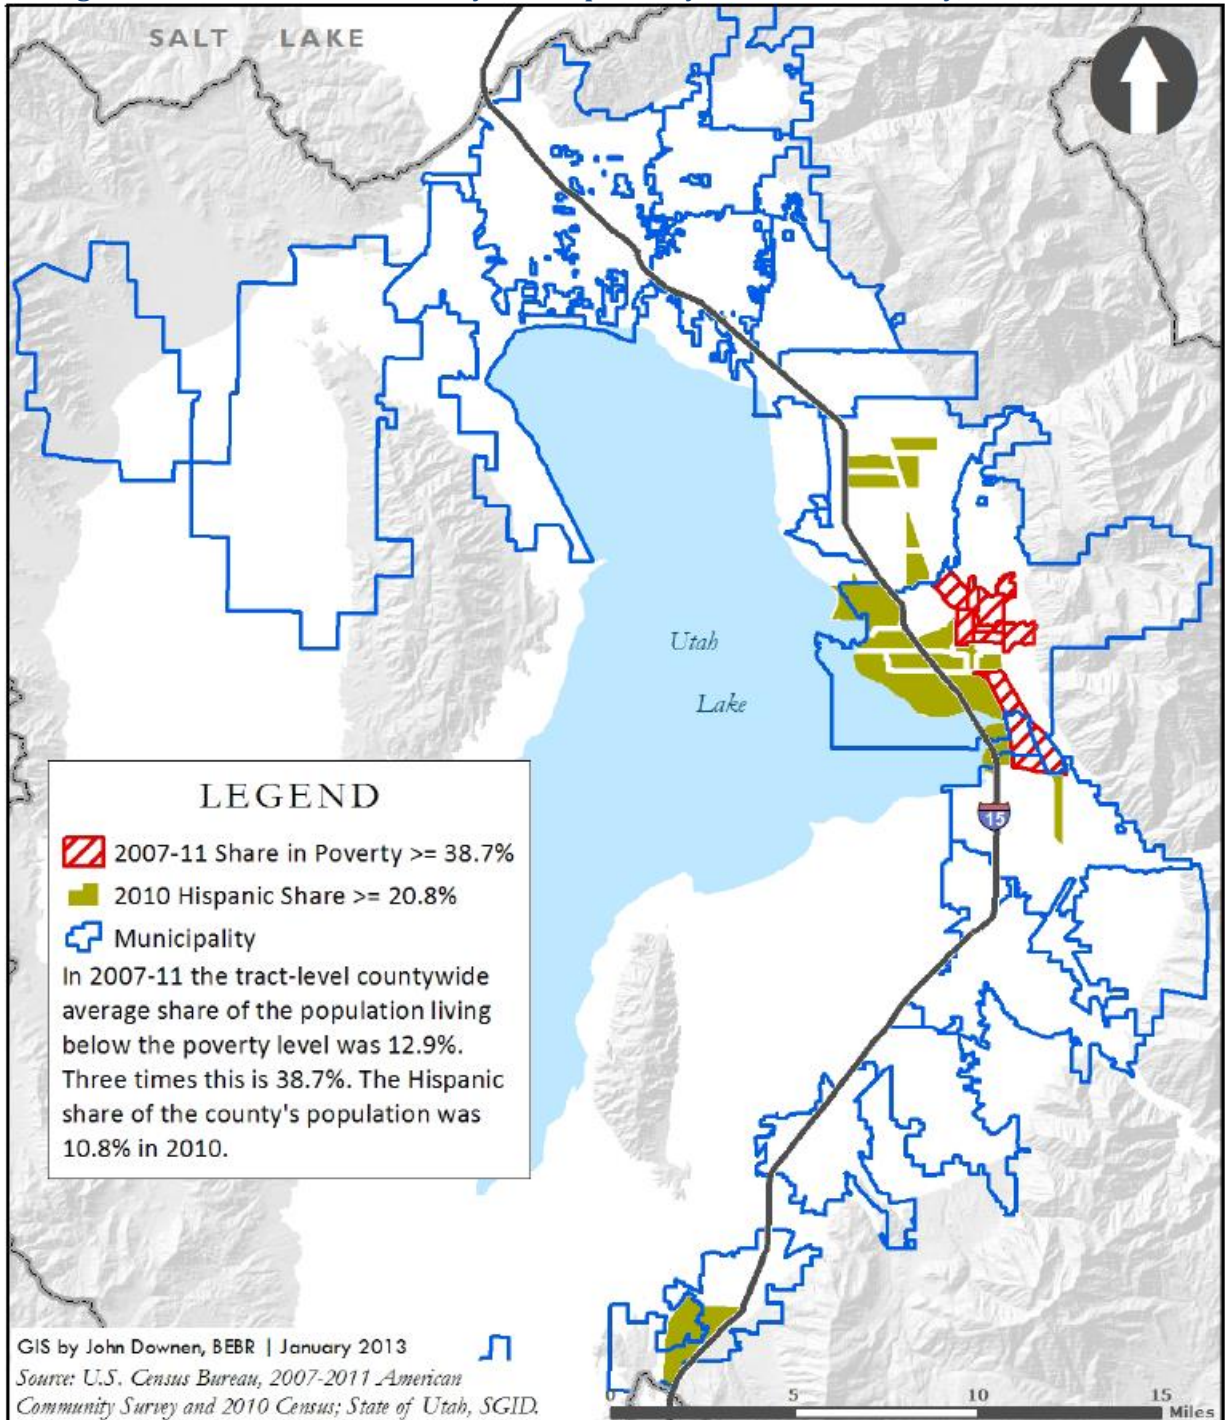 SALT LAKE
Utah
Lake
15
LEGEND
2007-11 Share in Poverty >= 38.7%
2010 Hispanic Share >= 20.8%
Municipality
In 2007-11 the tract-level countywide
average share of the population living
below the poverty level was 12.9%.
Three times this is 38.7%. The Hispanic
share of the county's population was
10.8% in 2010.
GIS by John Downen, BEBR | January 2013
Source: U.S. Census Bureau, 2007-2011 American
Community Survey and 2010 Census; State of Utah, SGID.
0 5 10 15
Miles